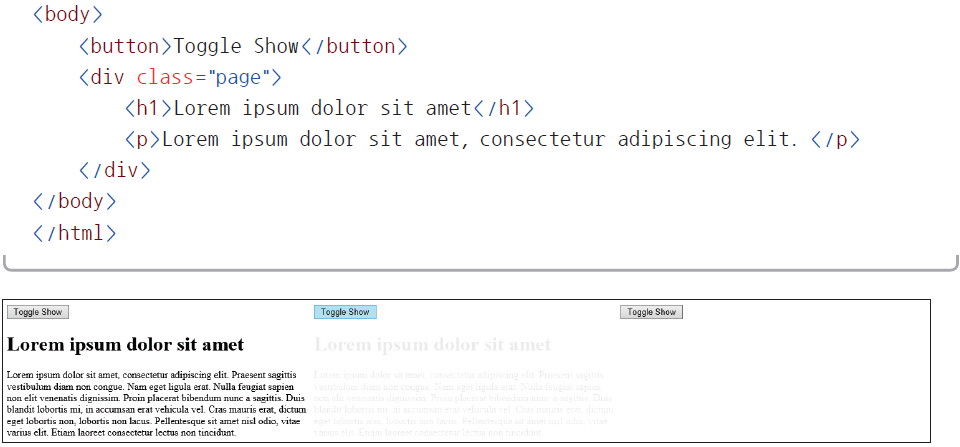 <body>
<button>Toggle Show</button>
<div class="page">
<h1>Lorem ipsum dolor sit amet</h1>
<p>Lorem ipsum dolor sit amet, consectetur adipiscing elit. </p>
</div>
</body>
</html>
Toggle Show
Lorem ipsum dolor sit amet
Lorem ipsum dolor sit amet, consectetur adipiscing elit. Praesent sagittis
vestibulum diam non congue. Nam eget ligula erat. Nulla feugiat sapien
non elit venenatis dignissim. Proin placerat bibendum nunc a sagittis. Duis
blandit lobortis mi, in accumsan erat vehicula vel. Cras mauris erat, dictum
eget lobortis non, lobortis non lacus. Pellentesque sit amet nisl odio, vitae
varius elit. Etiam laoreet consectetur lectus non tincidunt.
Toggle Show
Lorem ipsum dolor sit amet
Lorem ipsum dolor sit amet, consectetur adipiscing elit. Praesent sagittis
vestibulum diam non congue. Nam eget ligula erat. Nulla feugiat sapien
non elit venenatis dignissim. Proin placerat bibendum nunc a sagittis. Duis
blandit lobortis mi, in accumsan erat vehicula vel. Cras mauris erat, dictum
eget lobortis non, lobortis non lacus. Pellentesque sit amet nisl odio, vitae
varius elit. Etiam laoreet consectetur lectus non tincidunt.
Toggle Show